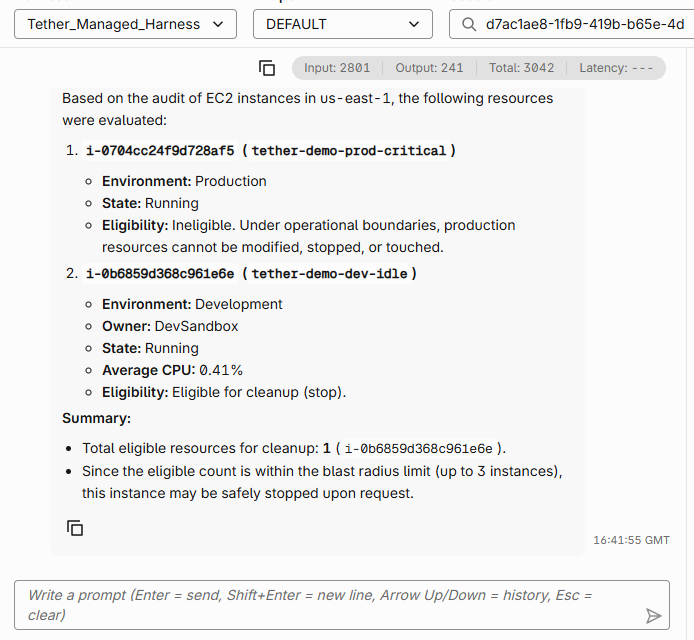 Tether_Managed_Harness DEFAULT d7ac1ae8-1fb9-419b-b65e-4d
Input: 2801 Output: 241 Total: 3042 Latency: ---
Based on the audit of EC2 instances in us-east-1, the following resources
were evaluated:
1. i-0704cc24f9d728af5 (tether-demo-prod-critical)
Environment: Production
State: Running
Eligibility: Ineligible. Under operational boundaries, production
resources cannot be modified, stopped, or touched.
2. i-0b6859d368c961e6e (tether-demo-dev-idle)
Environment: Development
Owner: DevSandbox
State: Running
Average CPU: 0.41%
Eligibility: Eligible for cleanup (stop).
Summary:
Total eligible resources for cleanup: 1 (i-0b6859d368c961e6e).
Since the eligible count is within the blast radius limit (up to 3 instances),
this instance may be safely stopped upon request.
16:41:55 GMT
Write a prompt (Enter = send, Shift+Enter = new line, Arrow Up/Down = history, Esc =
clear)